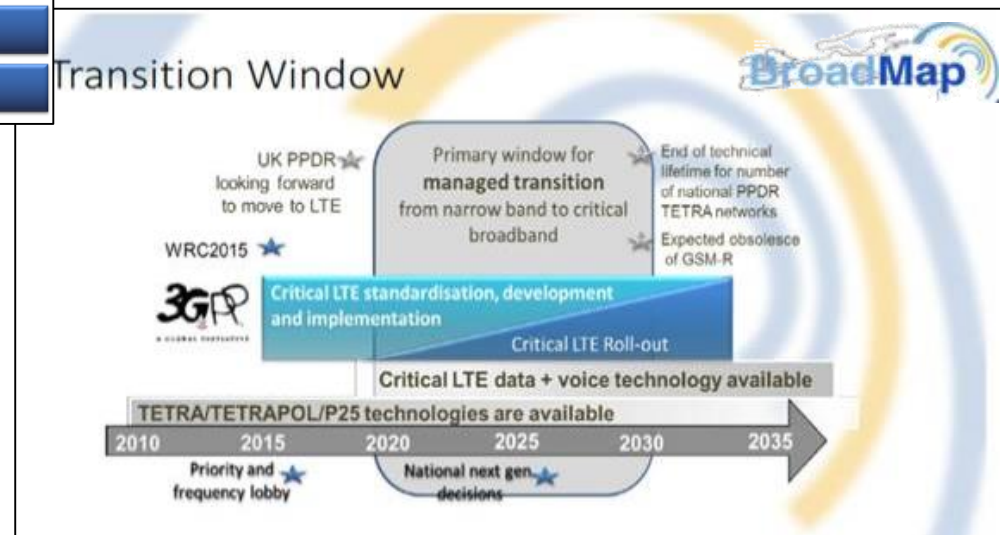 Transition Window
BroadMap
UK PPDR
looking forward
to move to LTE
WRC2015
Primary window for
managed transition
from narrow band to critical
broadband
End of technical
lifetime for number
of national PPDR
TETRA networks
Expected obsolesce
of GSM-R
3GPP
A GLOBAL INITIATIVE
Critical LTE standardisation, development
and implementation
Critical LTE Roll-out
Critical LTE data + voice technology available
TETRA/TETRAPOL/P25 technologies are available
2010 2015 2020 2025 2030 2035
Priority and
frequency lobby
National next gen
decisions